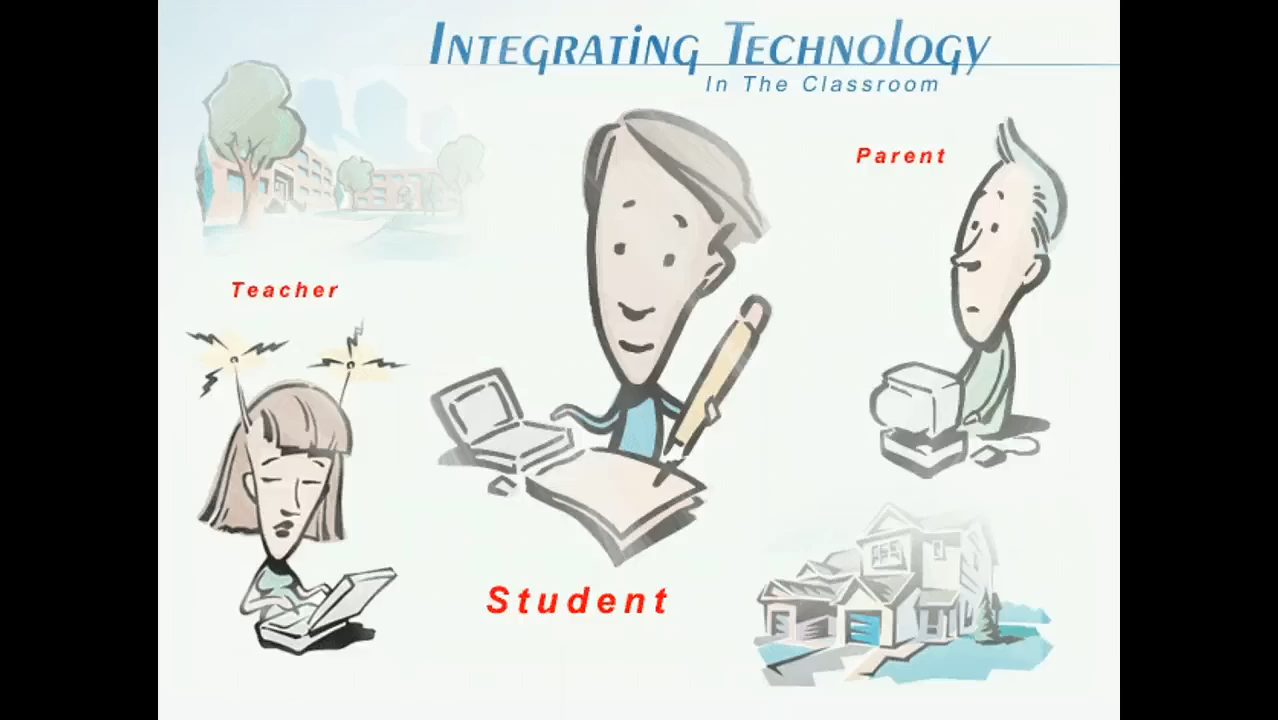 INTEGRATiNG TECHNOlOGY
In The Classroom
Parent
Teacher
Student